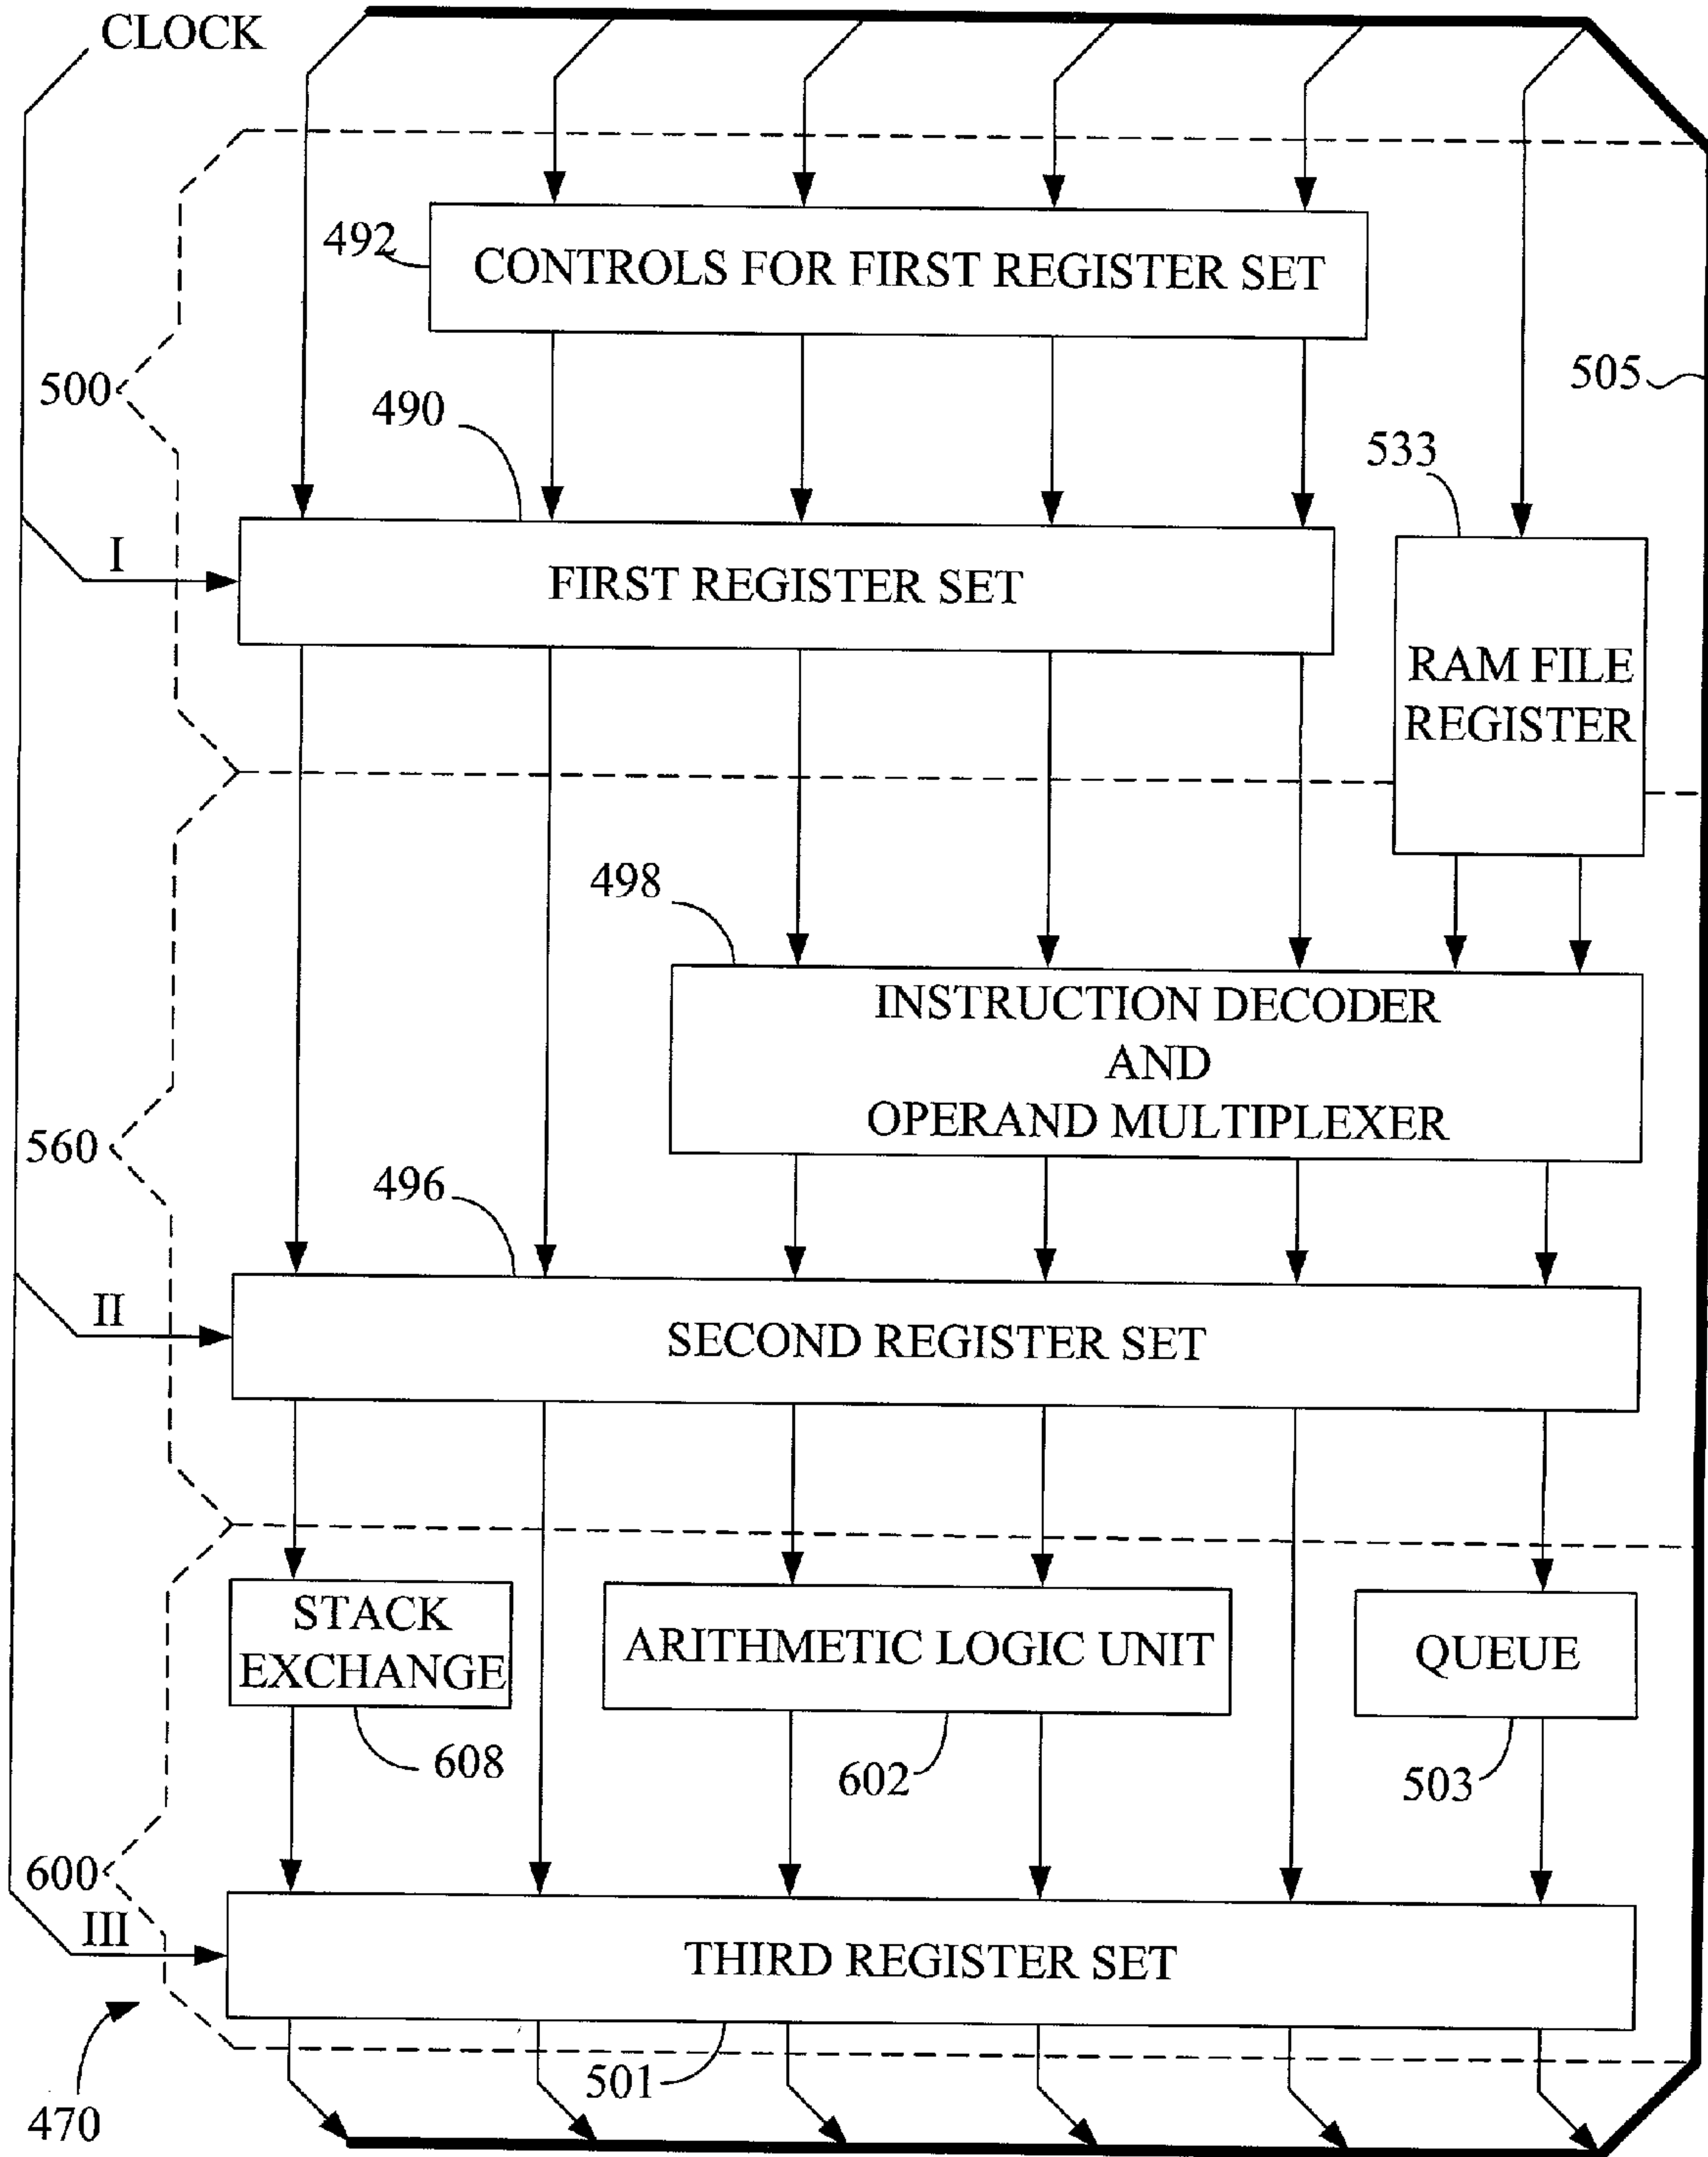 CLOCK
492
CONTROLS FOR FIRST REGISTER SET
500
505
490
533
I
FIRST REGISTER SET
RAM FILE
REGISTER
498
INSTRUCTION DECODER
AND
OPERAND MULTIPLEXER
560
496
II
SECOND REGISTER SET
STACK
EXCHANGE
ARITHMETIC LOGIC UNIT
QUEUE
608
602
503
600
III
THIRD REGISTER SET
501
470